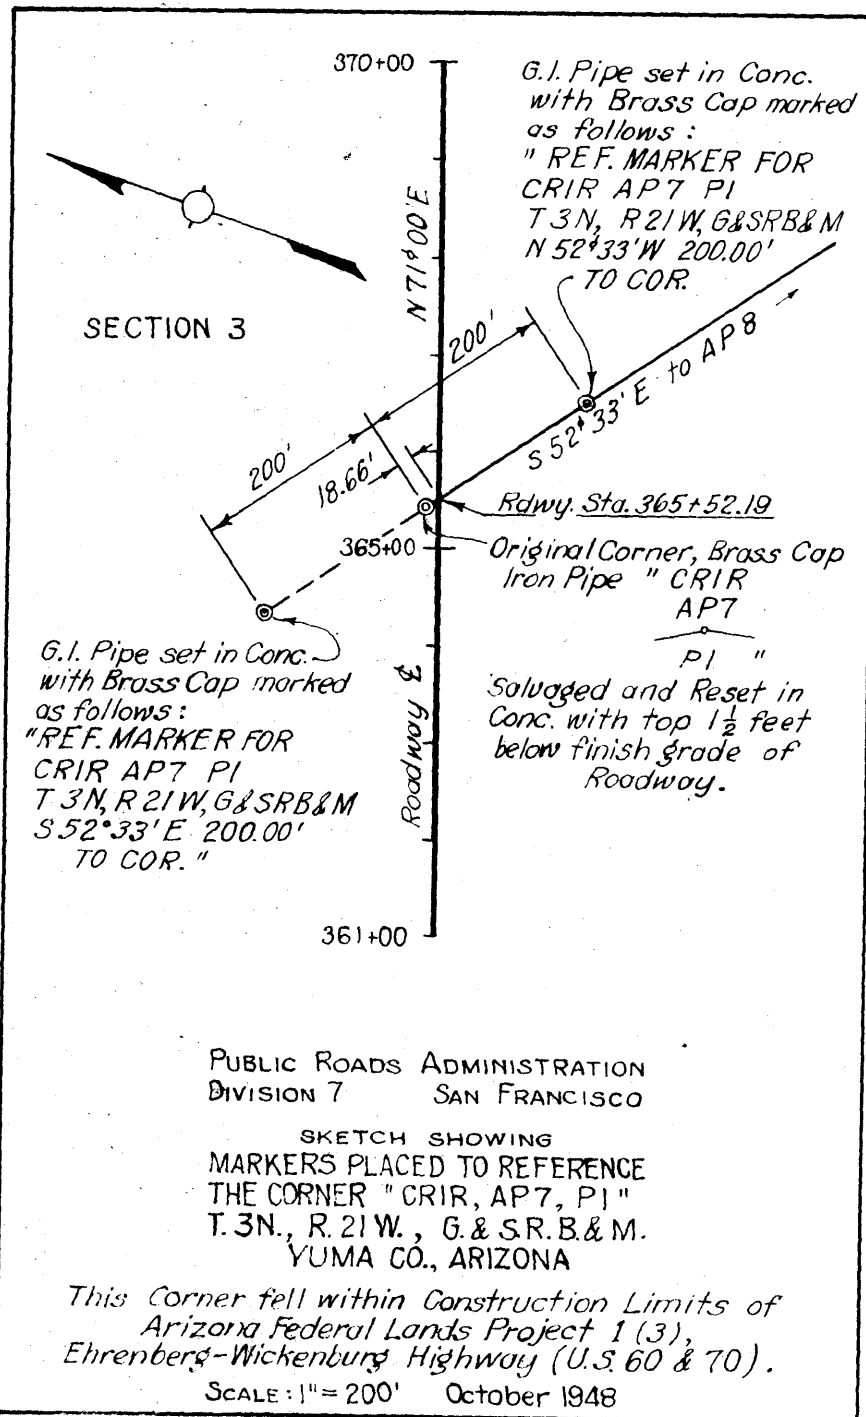 370+00
G.I. Pipe set in Conc.
with Brass Cap marked
as follows :
" REF. MARKER FOR
CRIR AP7 PI
T 3 N, R 21 W, G&SRB&M
N 52°33' W 200.00'
TO COR.
N 71°00' E
SECTION 3
200'
S 52°33' E to AP8
200'
18.66'
Rdwy. Sta. 365+52.19
365+00
Original Corner, Brass Cap
Iron Pipe " CRIR
AP7
PI "
Salvaged and Reset in
Conc. with top 1½ feet
below finish grade of
Roadway.
G.I. Pipe set in Conc.
with Brass Cap marked
as follows :
"REF. MARKER FOR
CRIR AP7 PI
T 3 N, R 21 W, G&SRB&M
S 52°33' E 200.00'
TO COR. "
Roadway ℄
361+00
PUBLIC ROADS ADMINISTRATION
DIVISION 7 SAN FRANCISCO
SKETCH SHOWING
MARKERS PLACED TO REFERENCE
THE CORNER " CRIR, AP7, PI "
T. 3 N., R. 21 W. , G. & S.R. B. & M.
YUMA CO., ARIZONA
This Corner fell within Construction Limits of
Arizona Federal Lands Project 1 (3),
Ehrenberg-Wickenburg Highway (U.S. 60 & 70).
SCALE : 1" = 200' October 1948